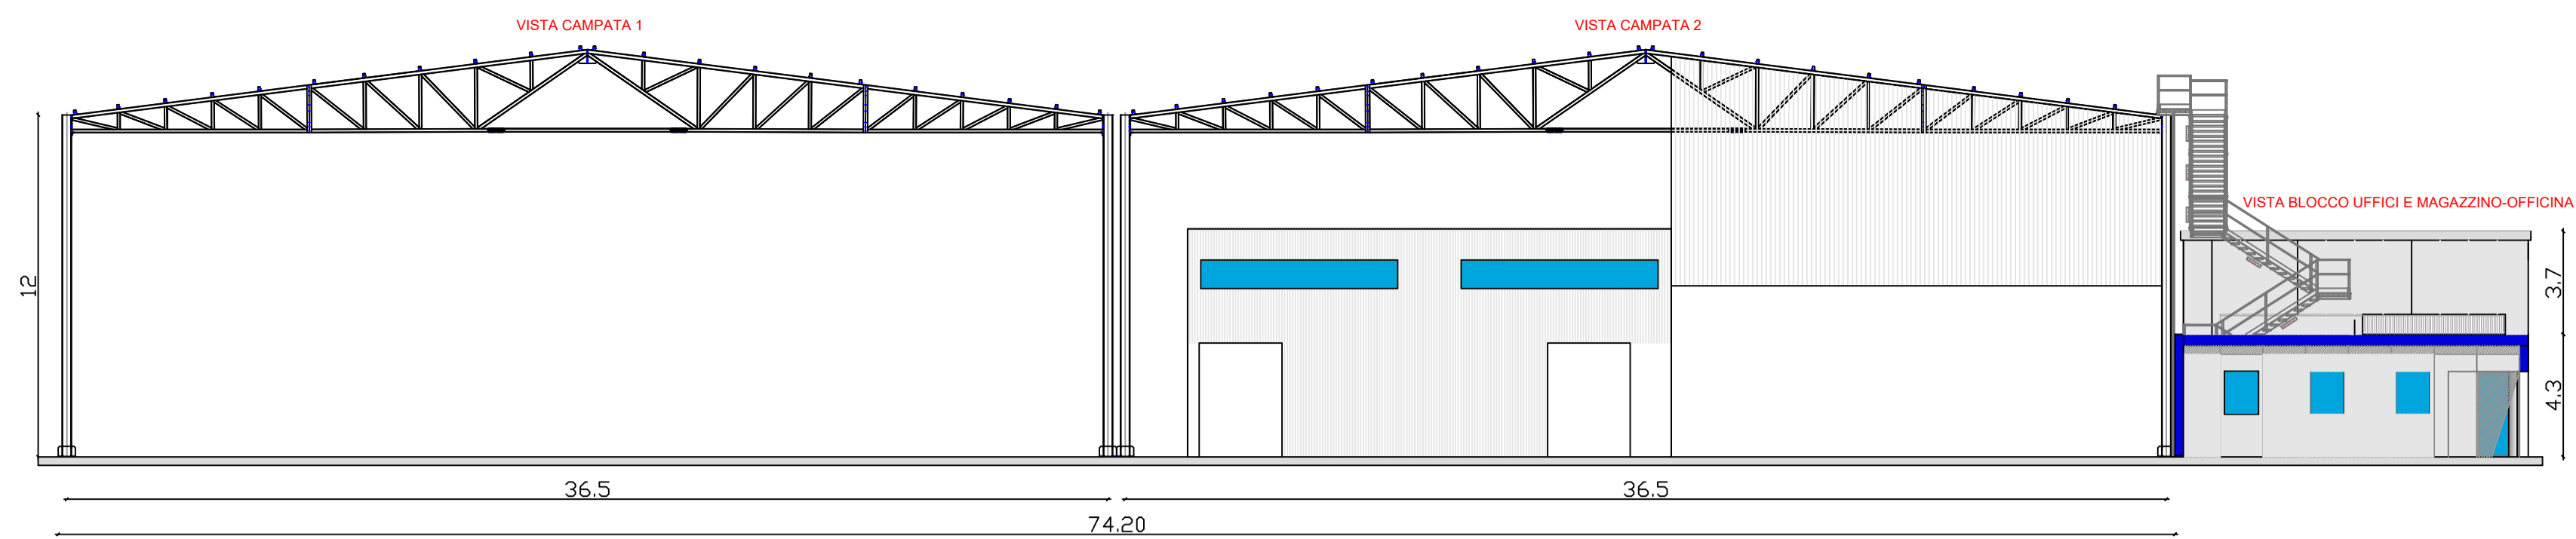 VISTA CAMPATA 1
VISTA CAMPATA 2
VISTA BLOCCO UFFICI E MAGAZZINO-OFFICINA
12
3.7
4.3
36.5
36.5
74.20